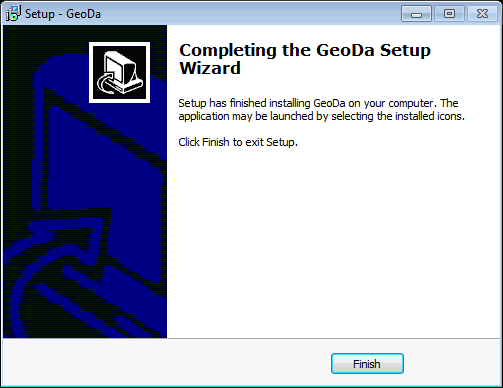 Setup - GeoDa
Completing the GeoDa Setup
Wizard
Setup has finished installing GeoDa on your computer. The
application may be launched by selecting the installed icons.
Click Finish to exit Setup.
Finish